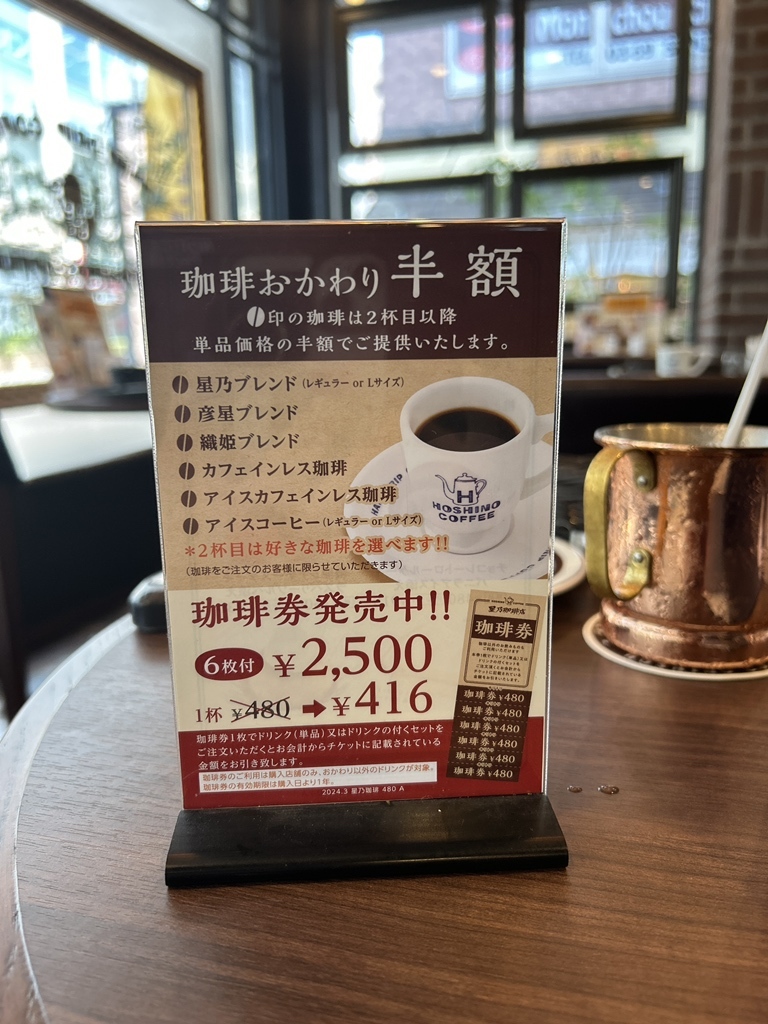 珈琲おかわり半額
印の珈琲は2杯目以降
単品価格の半額でご提供いたします。
星乃ブレンド(レギュラー or Lサイズ)
彦星ブレンド
織姫ブレンド
カフェインレス珈琲
アイスカフェインレス珈琲
アイスコーヒー(レギュラー or Lサイズ)
*2杯目は好きな珈琲を選べます!!
(珈琲をご注文のお客様に限らせていただきます)
HOSHINO
COFFEE
珈琲券発売中!!
6枚付 ¥2,500
1杯 ¥480 ➡ ¥416
珈琲券1枚でドリンク(単品)又はドリンクの付くセットを
ご注文いただくとお会計からチケットに記載されている
金額をお引き致します。
珈琲券のご利用は購入店舗のみ、おかわり以外のドリンクが対象。
珈琲券の有効期限は購入日より1年。
2024.3 星乃珈琲 480 A
星乃珈琲店
珈琲券
珈琲券 ¥480
珈琲券 ¥480
珈琲券 ¥480
珈琲券 ¥480
珈琲券 ¥480
珈琲券 ¥480